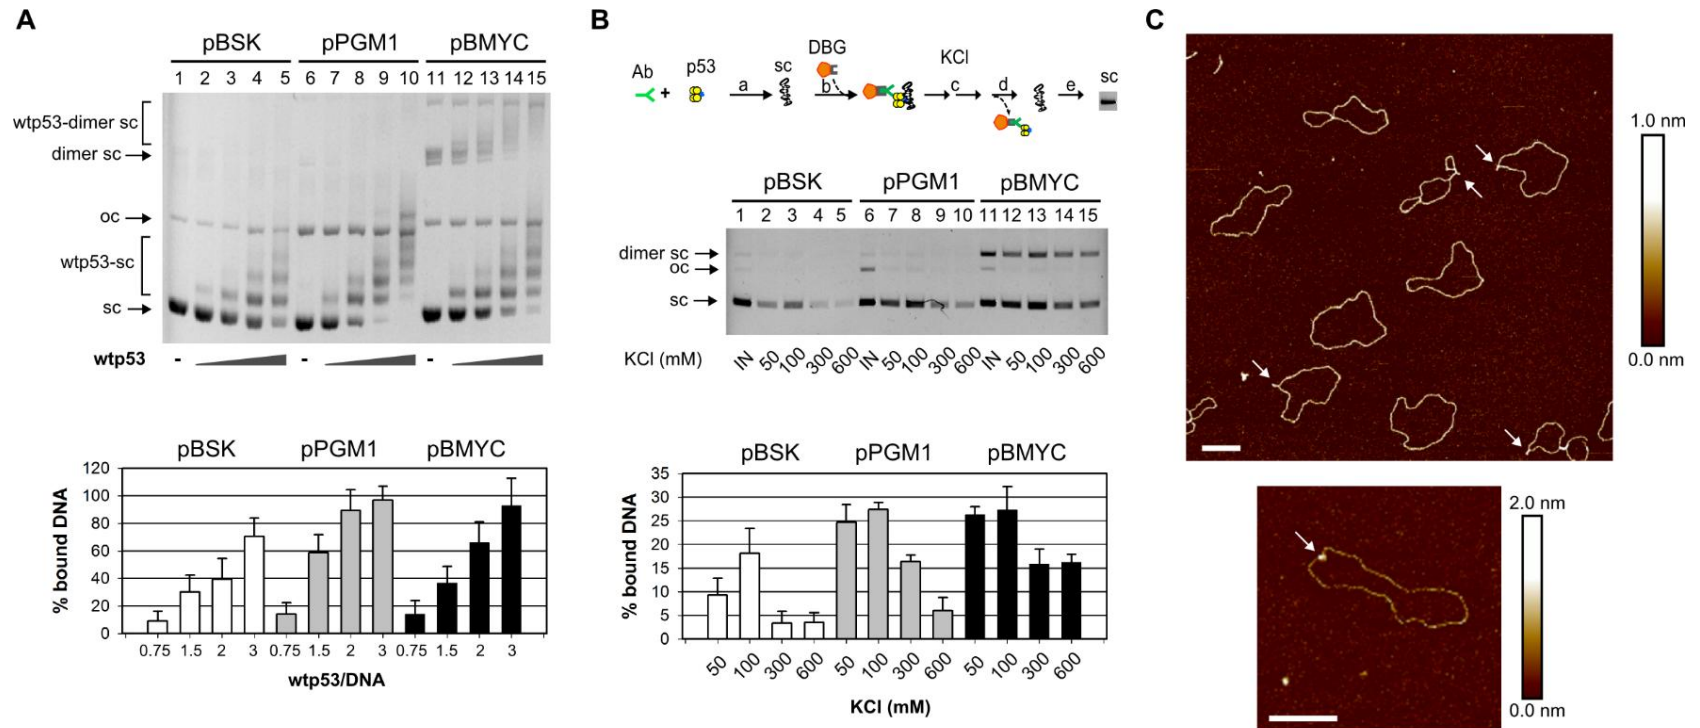 A
pBSK pPGM1 pBMYC
1 2 3 4 5 6 7 8 9 10 11 12 13 14 15
wtp53-dimer sc
dimer sc
oc
wtp53-sc
sc
wtp53 - - -
pBSK pPGM1 pBMYC
% bound DNA
120
100
80
60
40
20
0
0.75 1.5 2 3 0.75 1.5 2 3 0.75 1.5 2 3
wtp53/DNA
B
Ab + p53 a sc DBG b KCl c d e sc
pBSK pPGM1 pBMYC
1 2 3 4 5 6 7 8 9 10 11 12 13 14 15
dimer sc
oc
sc
KCl (mM) IN 50 100 300 600 IN 50 100 300 600 IN 50 100 300 600
pBSK pPGM1 pBMYC
% bound DNA
35
30
25
20
15
10
5
0
50 100 300 600 50 100 300 600 50 100 300 600
KCl (mM)
C
1.0 nm
0.0 nm
2.0 nm
0.0 nm